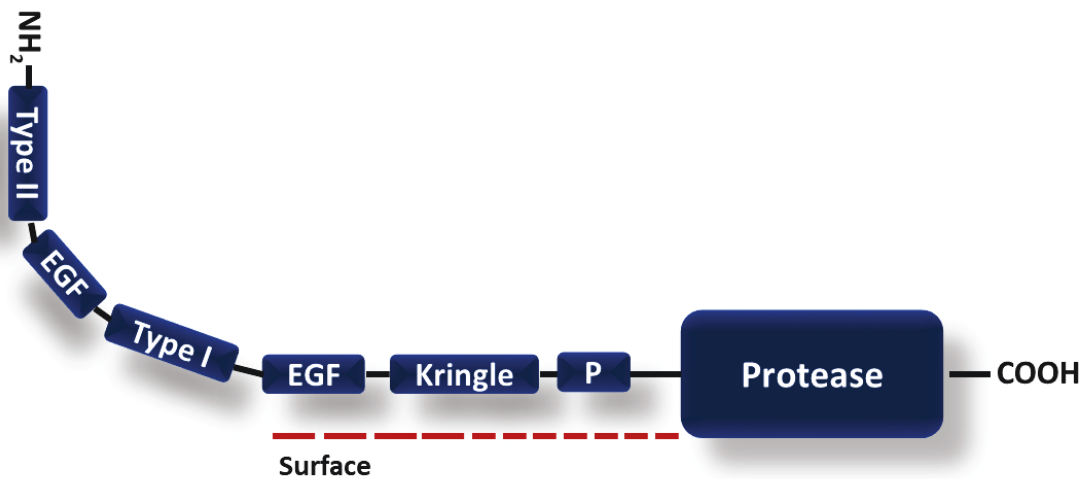 NH₂
Type II
EGF
Type I
EGF
Kringle
P
Protease
COOH
Surface